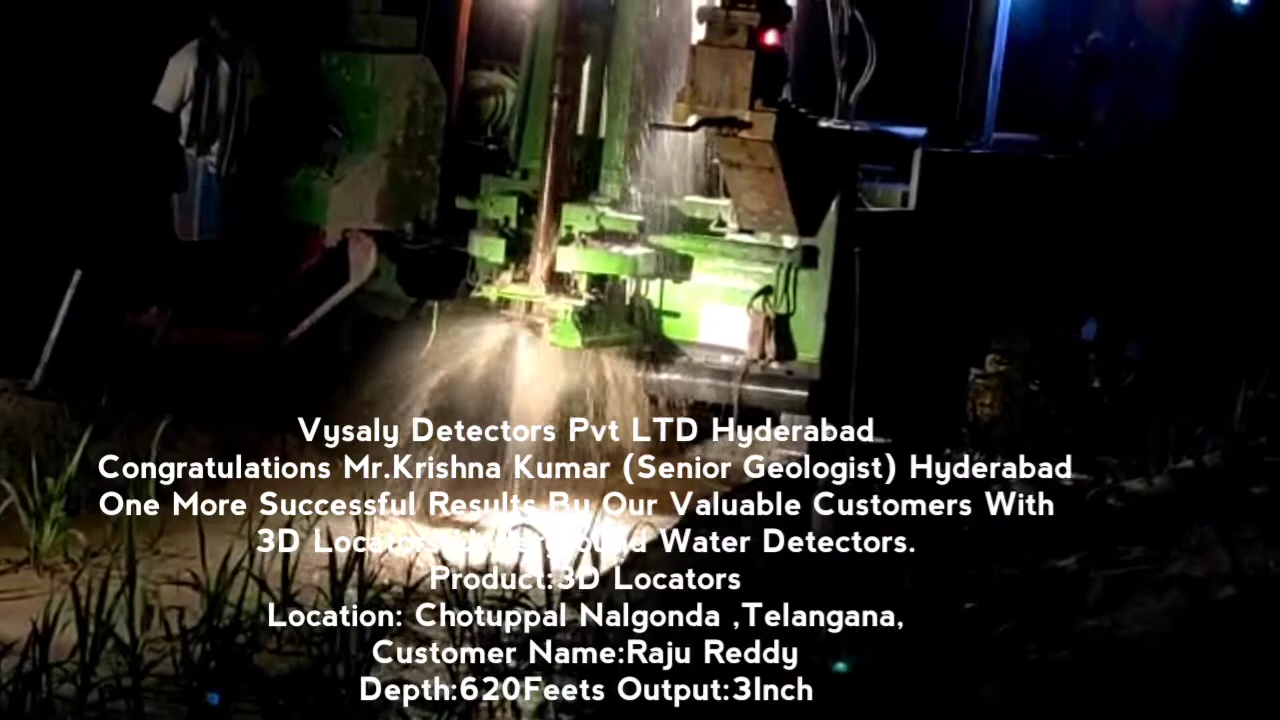 Vysaly Detectors Pvt LTD Hyderabad
Congratulations Mr.Krishna Kumar (Senior Geologist) Hyderabad
One More Successful Results By Our Valuable Customers With
3D Locators Underground Water Detectors.
Product:3D Locators
Location: Chotuppal Nalgonda ,Telangana,
Customer Name:Raju Reddy
Depth:620Feets Output:3Inch